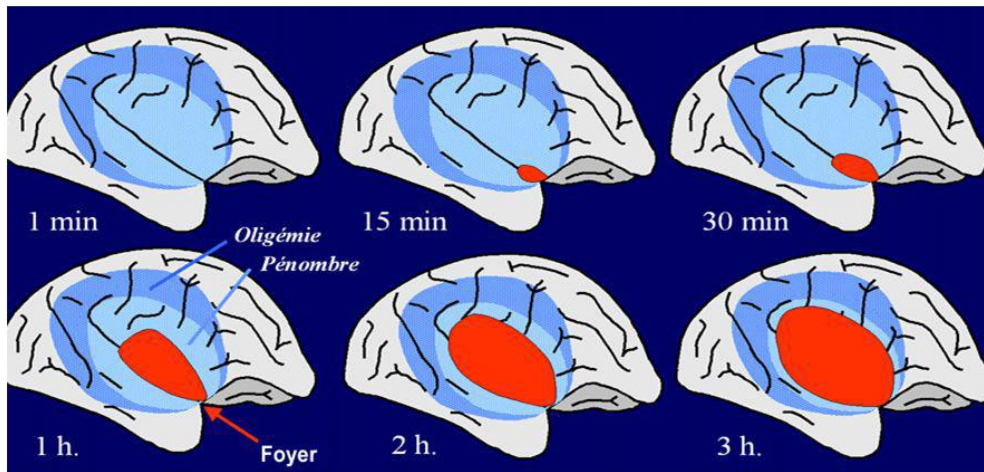 1 min
15 min
30 min
Oligémie
Pénombre
1 h.
Foyer
2 h.
3 h.